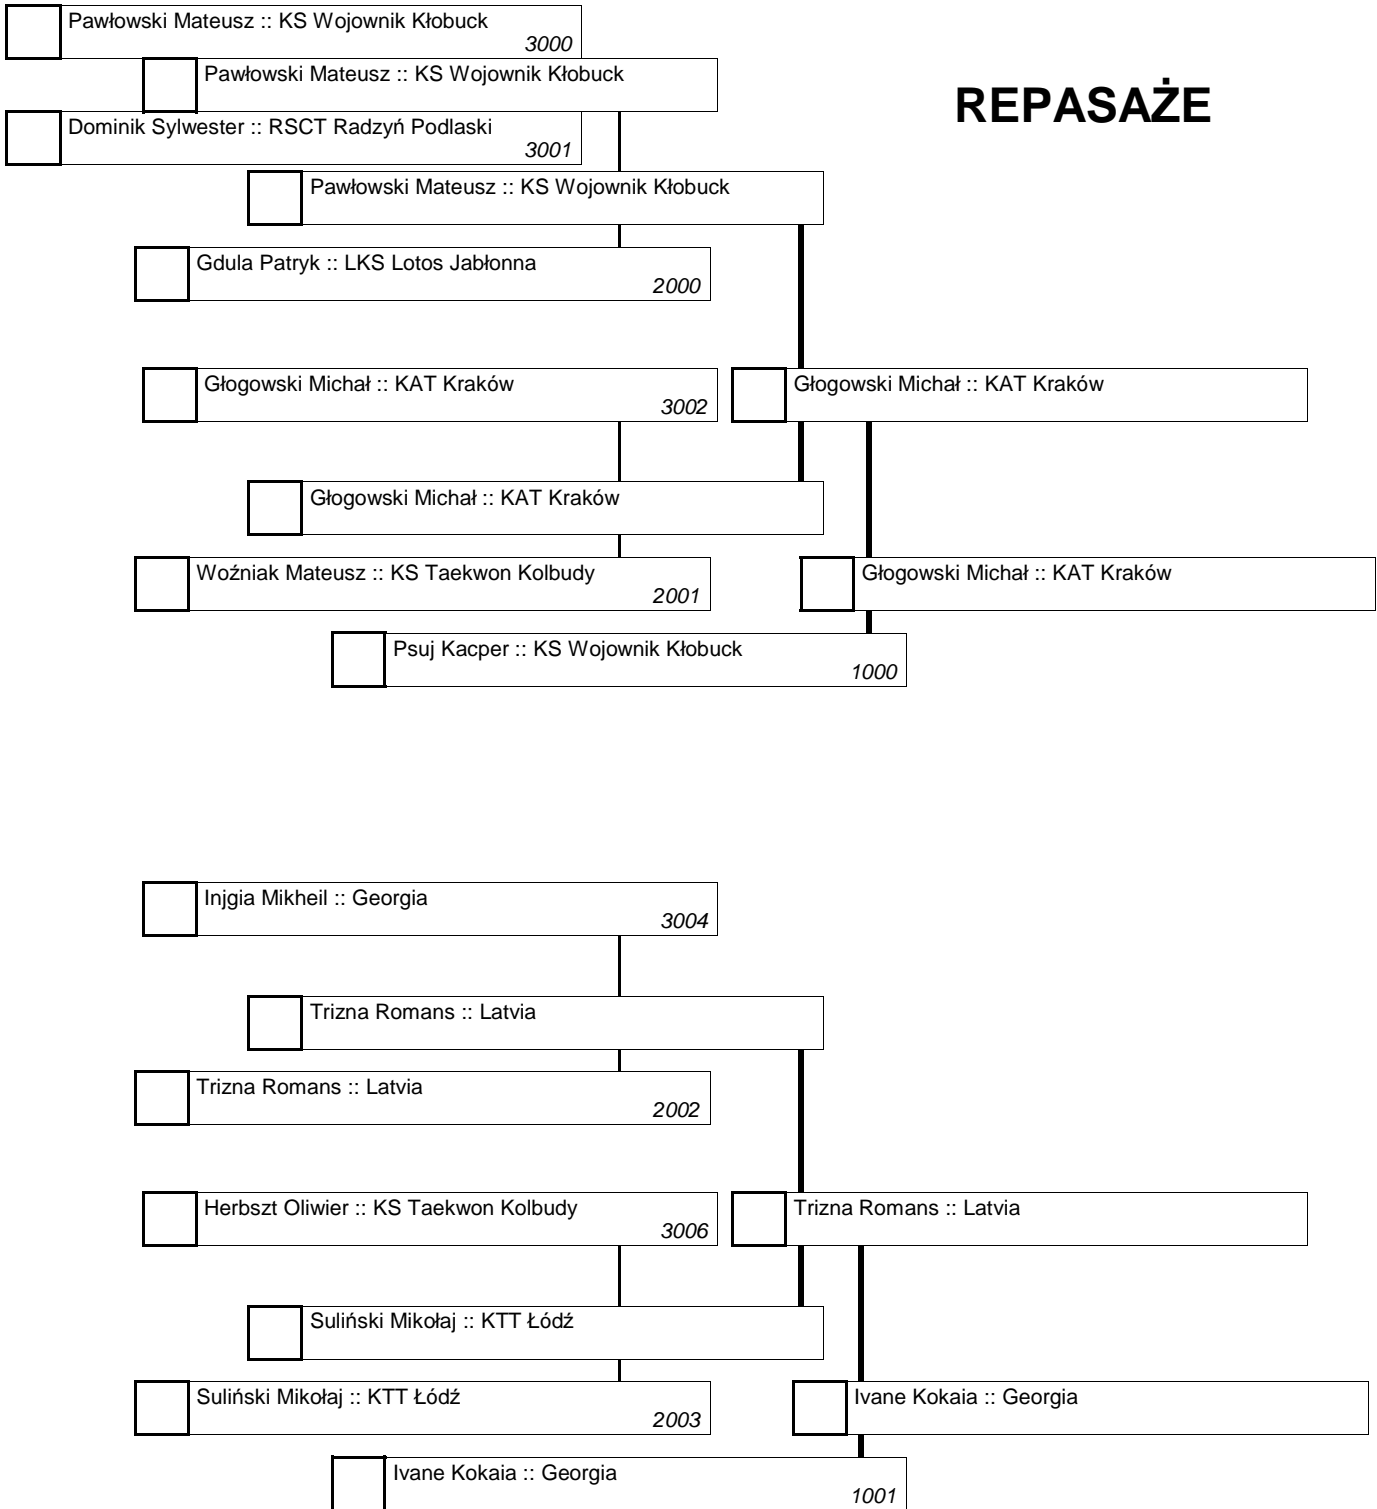 Pawłowski Mateusz :: KS Wojownik Kłobuck
3000
Pawłowski Mateusz :: KS Wojownik Kłobuck
REPASAŻE
Dominik Sylwester :: RSCT Radzyń Podlaski
3001
Pawłowski Mateusz :: KS Wojownik Kłobuck
Gdula Patryk :: LKS Lotos Jabłonna
2000
Głogowski Michał :: KAT Kraków
3002
Głogowski Michał :: KAT Kraków
Głogowski Michał :: KAT Kraków
Woźniak Mateusz :: KS Taekwon Kolbudy
2001
Głogowski Michał :: KAT Kraków
Psuj Kacper :: KS Wojownik Kłobuck
1000
Injgia Mikheil :: Georgia
3004
Trizna Romans :: Latvia
Trizna Romans :: Latvia
2002
Herbszt Oliwier :: KS Taekwon Kolbudy
3006
Trizna Romans :: Latvia
Suliński Mikołaj :: KTT Łódź
Suliński Mikołaj :: KTT Łódź
2003
Ivane Kokaia :: Georgia
Ivane Kokaia :: Georgia
1001